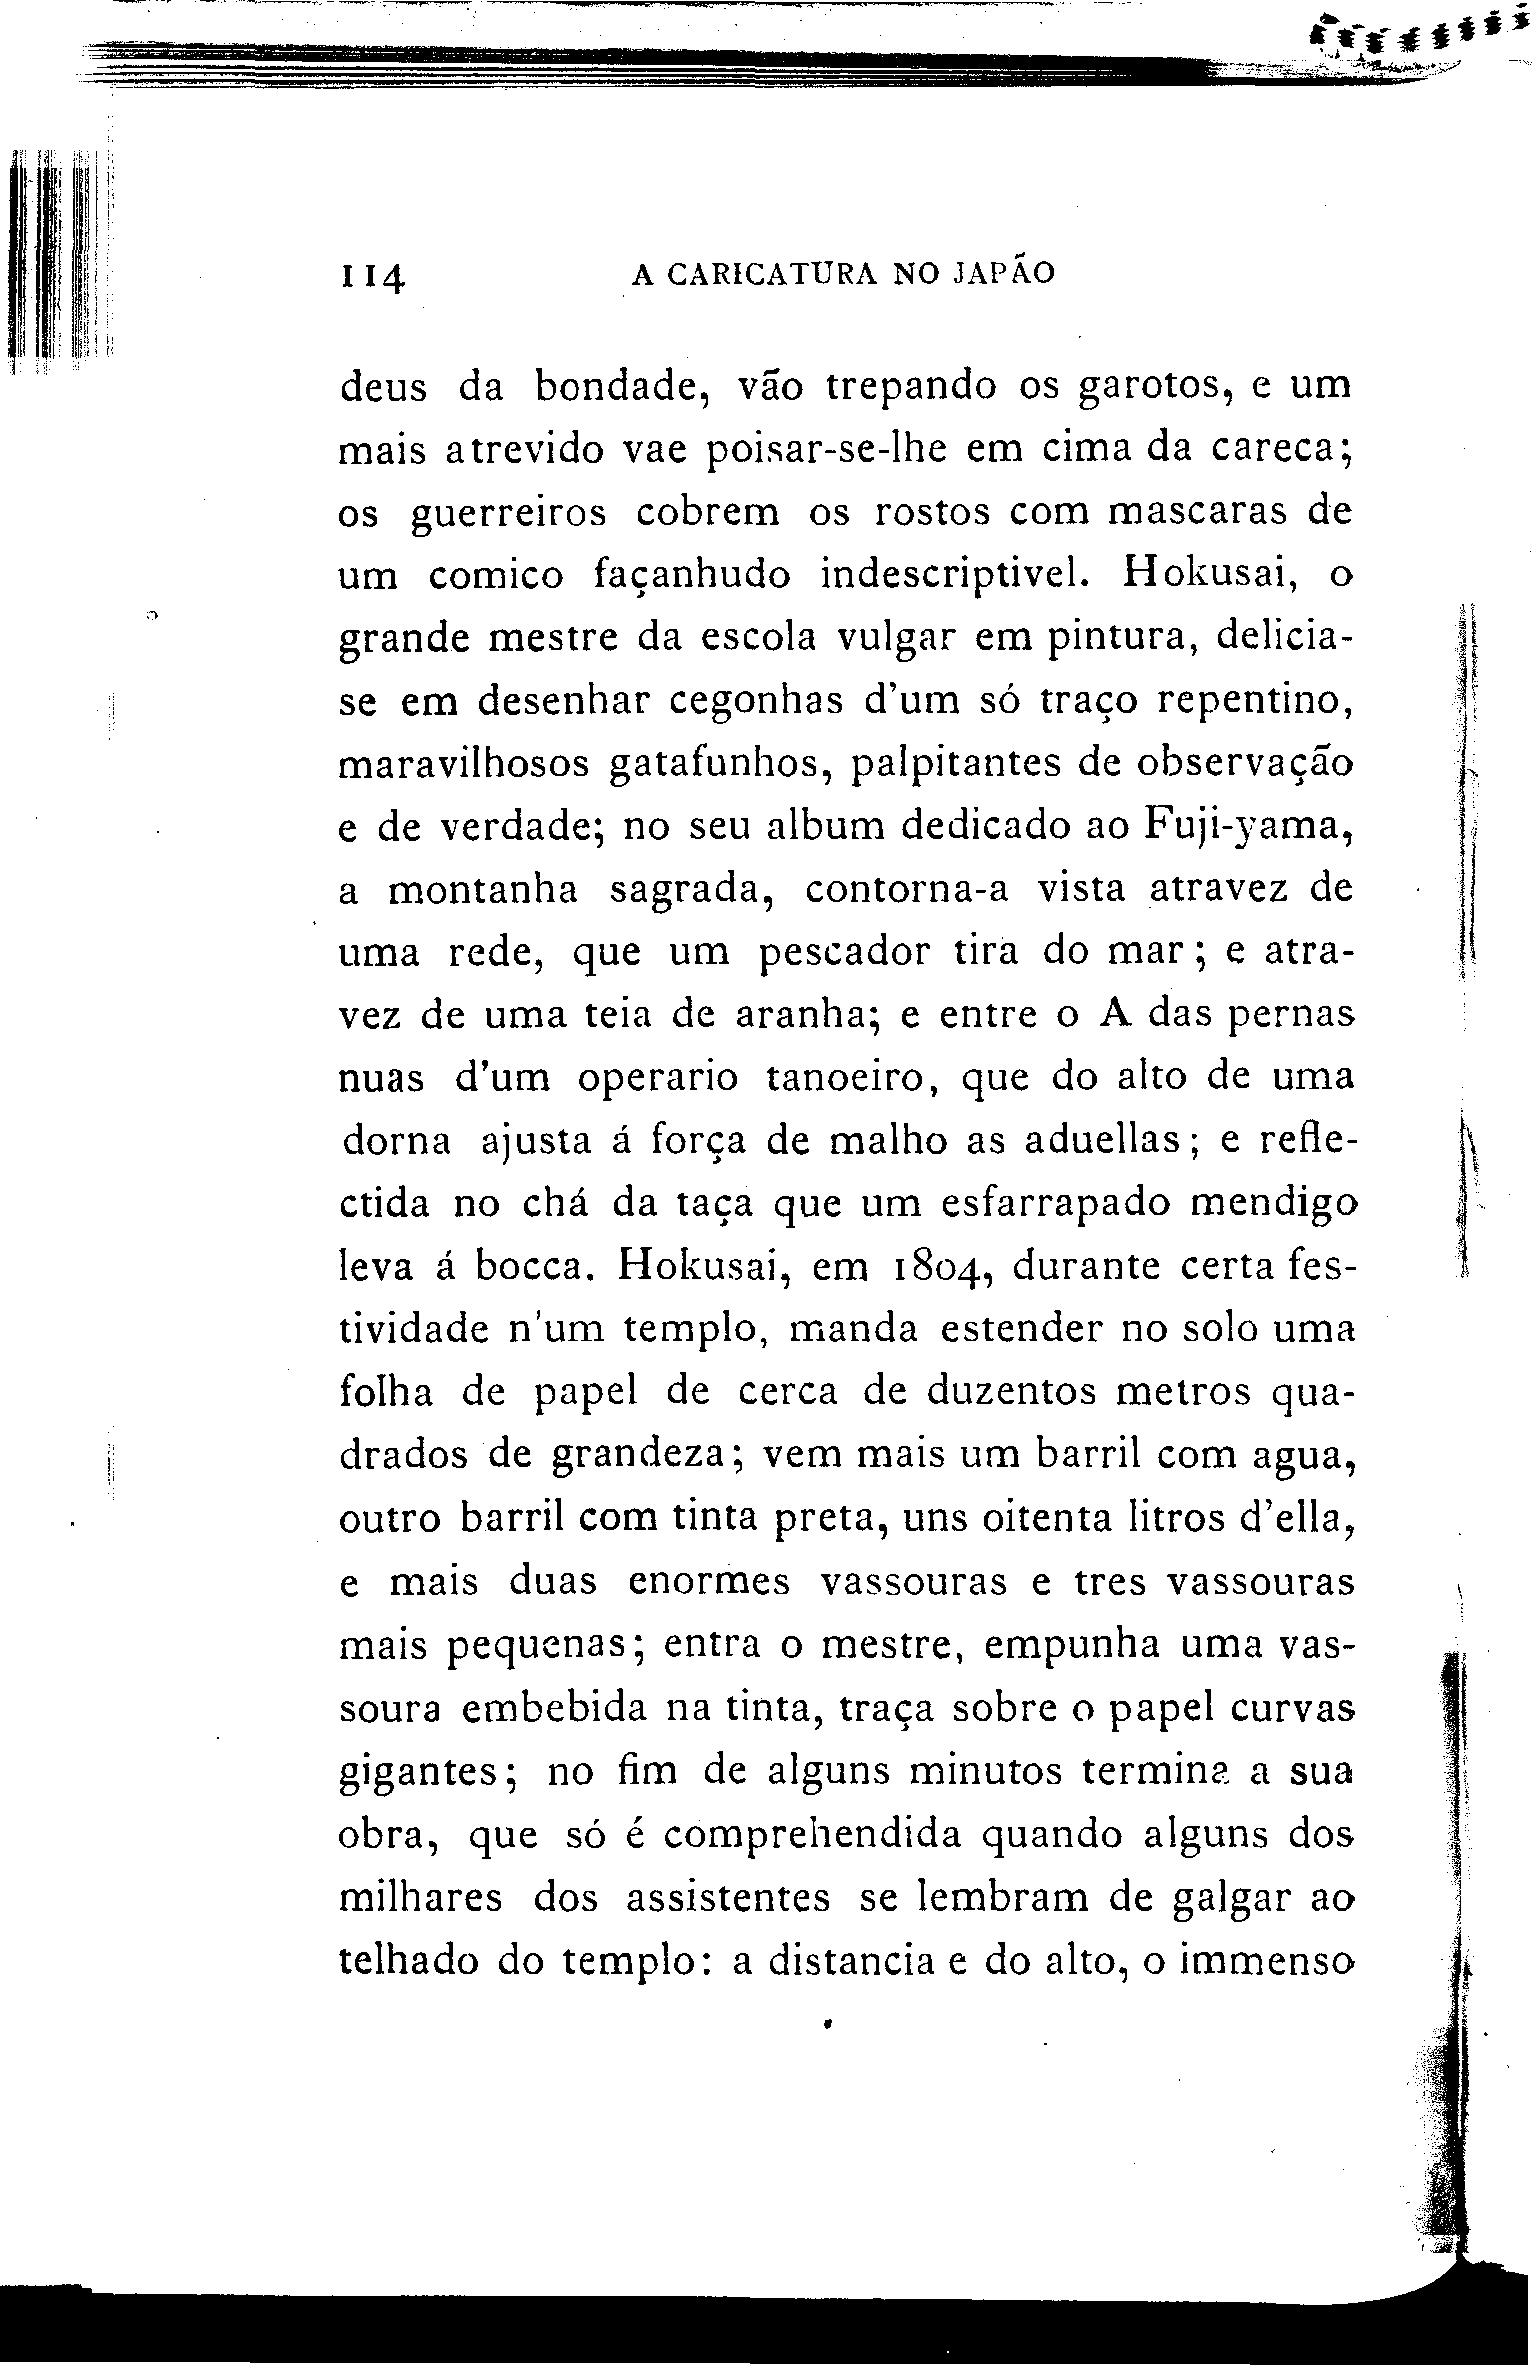 114 A CARICATURA NO JAPÃO
deus da bondade, vão trepando os garotos, e um
mais atrevido vae poisar-se-lhe em cima da careca;
os guerreiros cobrem os rostos com mascaras de
um comico façanhudo indescriptivel. Hokusai, o
grande mestre da escola vulgar em pintura, delicia-
se em desenhar cegonhas d'um só traço repentino,
maravilhosos gatafunhos, palpitantes de observação
e de verdade; no seu album dedicado ao Fuji-yama,
a montanha sagrada, contorna-a vista atravez de
uma rede, que um pescador tira do mar; e atra-
vez de uma teia de aranha; e entre o A das pernas
nuas d'um operario tanoeiro, que do alto de uma
dorna ajusta á força de malho as aduellas; e refle-
ctida no chá da taça que um esfarrapado mendigo
leva á bocca. Hokusai, em 1804, durante certa fes-
tividade n'um templo, manda estender no solo uma
folha de papel de cerca de duzentos metros qua-
drados de grandeza; vem mais um barril com agua,
outro barril com tinta preta, uns oitenta litros d'ella,
e mais duas enormes vassouras e tres vassouras
mais pequenas; entra o mestre, empunha uma vas-
soura embebida na tinta, traça sobre o papel curvas
gigantes; no fim de alguns minutos termina a sua
obra, que só é comprehendida quando alguns dos
milhares dos assistentes se lembram de galgar ao
telhado do templo: a distancia e do alto, o immenso